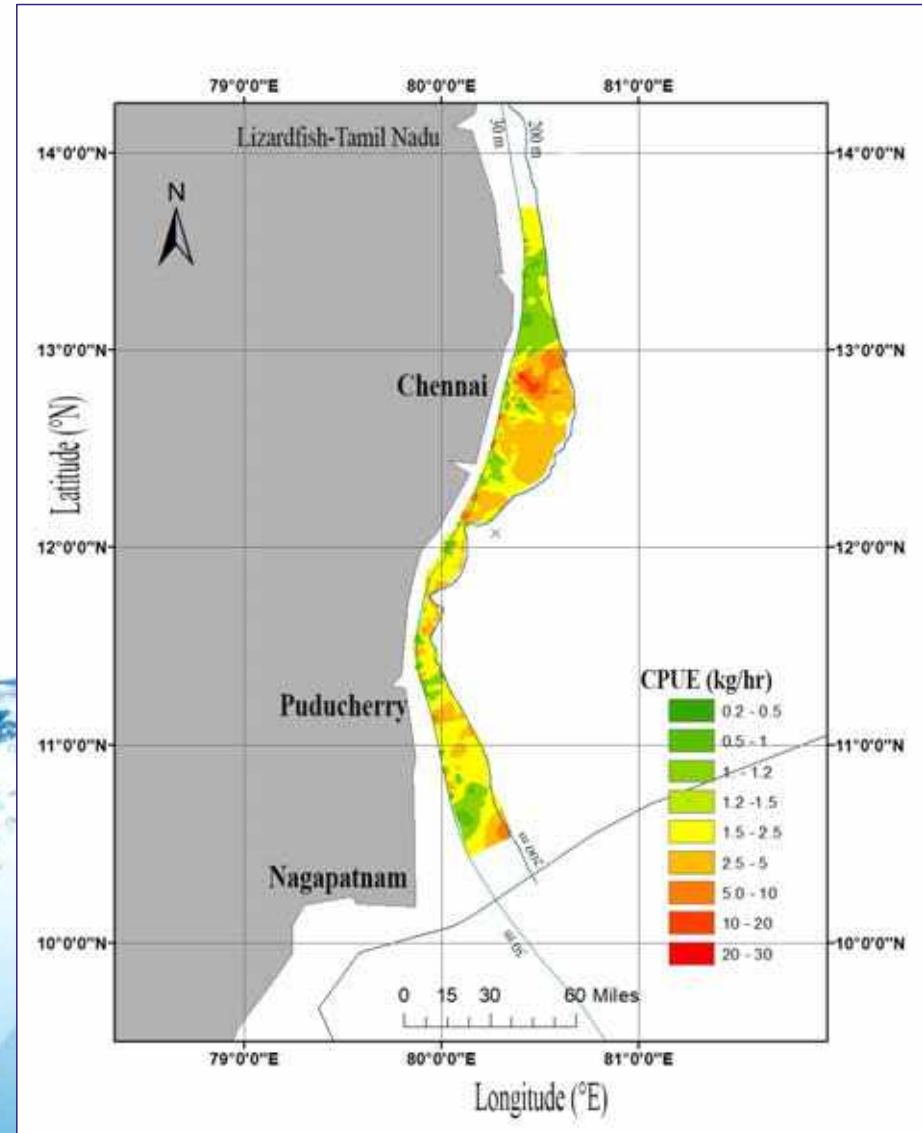 79°0'0"E 80°0'0"E 81°0'0"E
Lizardfish-Tamil Nadu
30 m
200 m
14°0'0"N 14°0'0"N
N
13°0'0"N 13°0'0"N
Chennai
Latitude (°N)
12°0'0"N 12°0'0"N
CPUE (kg/hr)
0.2 - 0.5
Puducherry
0.5 - 1
11°0'0"N 11°0'0"N
1. - 1.2
1.2 -1.5
1.5 - 2.5
200 m
2.5 - 5
Nagapatnam
5.0 - 10
10 - 20
10°0'0"N 10°0'0"N
20 - 30
50 m
0 15 30 60 Miles
79°0'0"E 80°0'0"E 81°0'0"E
Longitude (°E)